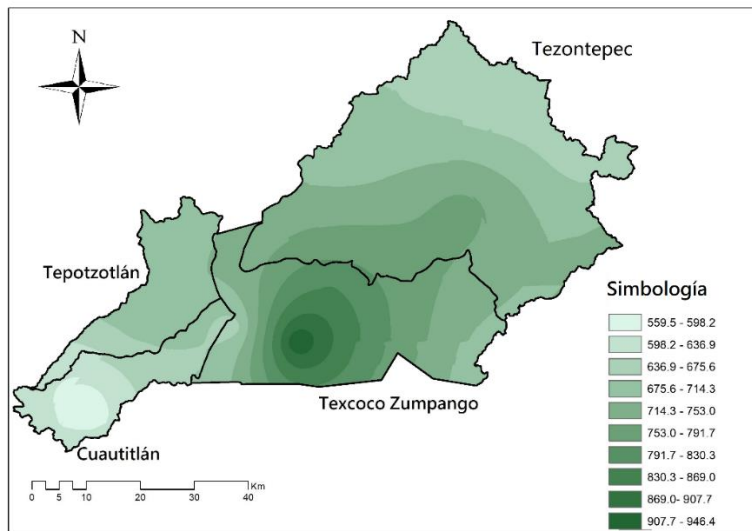 N
Tezontepec
Tepotzotlán
Simbología
559.5 - 598.2
598.2 - 636.9
636.9 - 675.6
675.6 - 714.3
714.3 - 753.0
753.0 - 791.7
791.7 - 830.3
830.3 - 869.0
869.0- 907.7
907.7 - 946.4
Texcoco Zumpango
Cuautitlán
Km
0 5 10 20 30 40